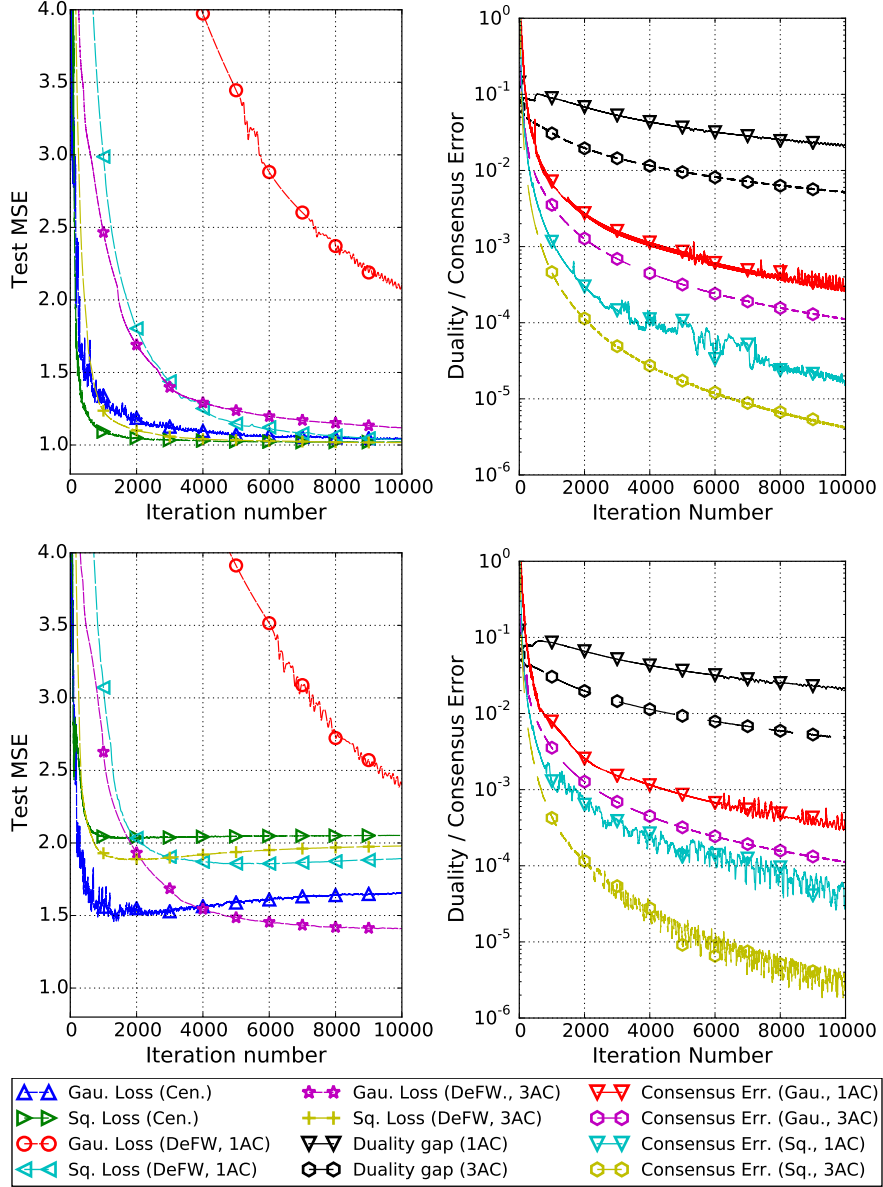 4.0
3.5
3.0
2.5
2.0
1.5
1.0
Test MSE
0 2000 4000 6000 8000 10000
Iteration number
10^0
10^-1
10^-2
10^-3
10^-4
10^-5
10^-6
Duality / Consensus Error
0 2000 4000 6000 8000 10000
Iteration Number
4.0
3.5
3.0
2.5
2.0
1.5
1.0
Test MSE
0 2000 4000 6000 8000 10000
Iteration number
10^0
10^-1
10^-2
10^-3
10^-4
10^-5
10^-6
Duality / Consensus Error
0 2000 4000 6000 8000 10000
Iteration Number
Gau. Loss (Cen.)
Sq. Loss (Cen.)
Gau. Loss (DeFW, 1AC)
Sq. Loss (DeFW, 1AC)
Gau. Loss (DeFW., 3AC)
Sq. Loss (DeFW, 3AC)
Duality gap (1AC)
Duality gap (3AC)
Consensus Err. (Gau., 1AC)
Consensus Err. (Gau., 3AC)
Consensus Err. (Sq., 1AC)
Consensus Err. (Sq., 3AC)